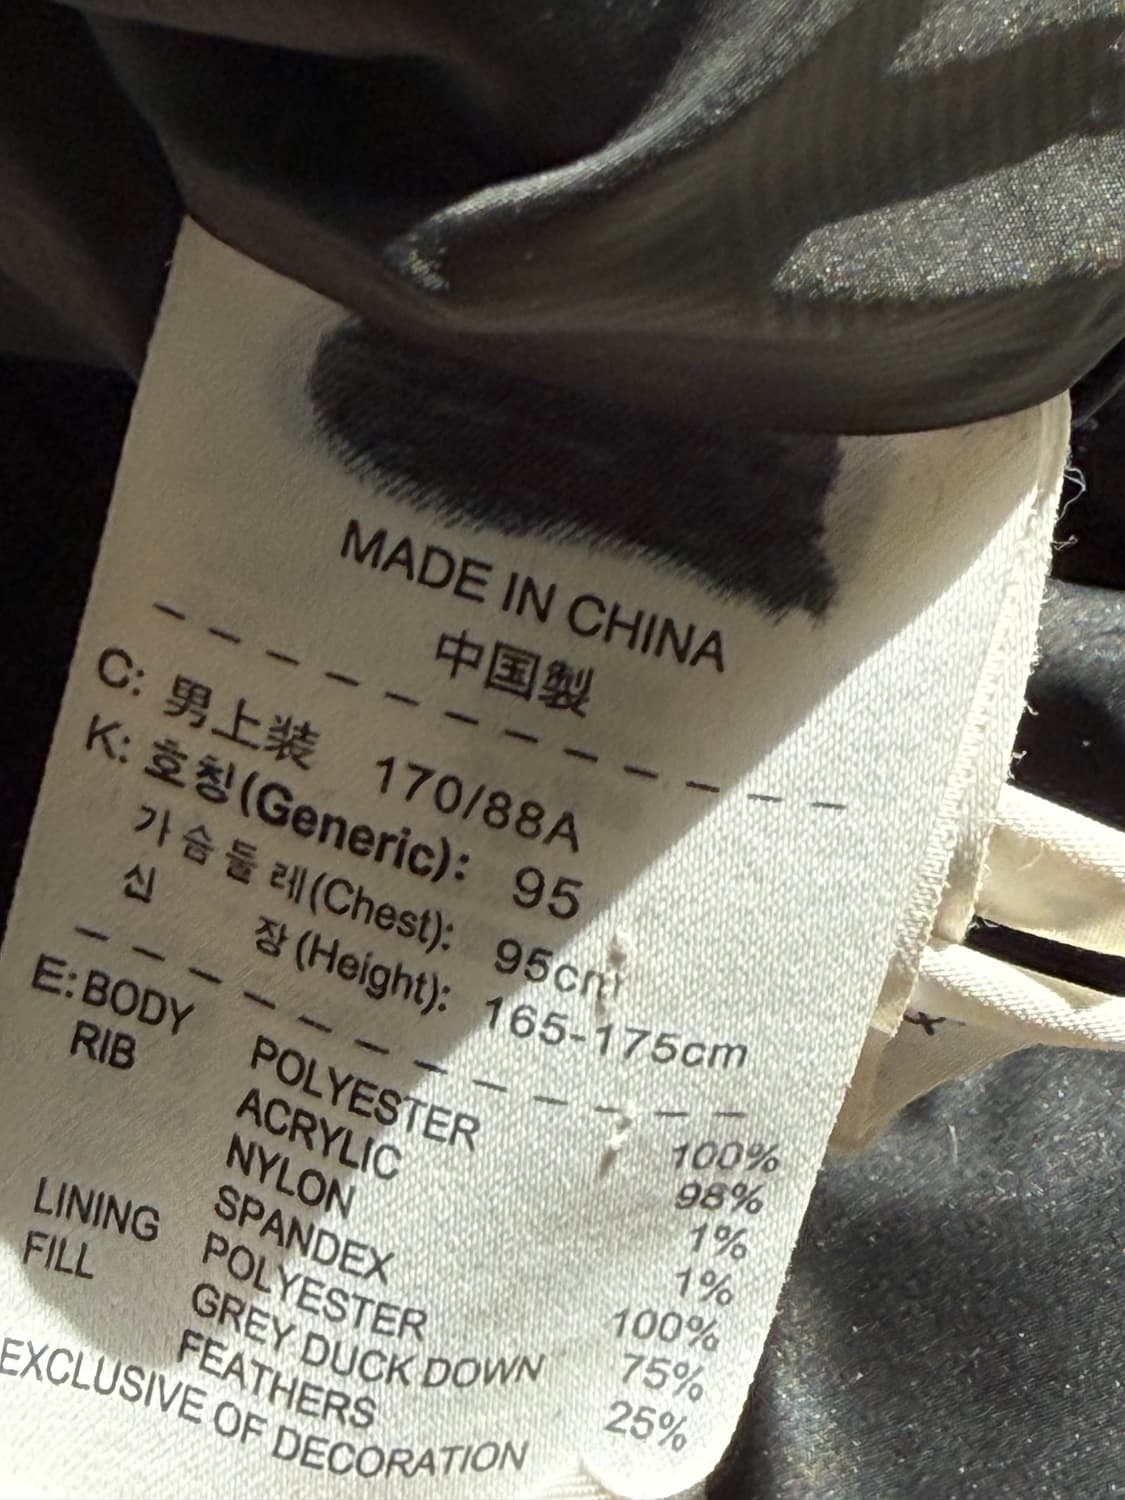 MADE IN CHINA
中国製
C: 男上装 170/88A
K: 호칭(Generic): 95
가슴둘레(Chest): 95cm
신 장(Height): 165-175cm
E: BODY POLYESTER 100%
RIB ACRYLIC 98%
NYLON 1%
SPANDEX 1%
LINING POLYESTER 100%
FILL GREY DUCK DOWN 75%
FEATHERS 25%
EXCLUSIVE OF DECORATION